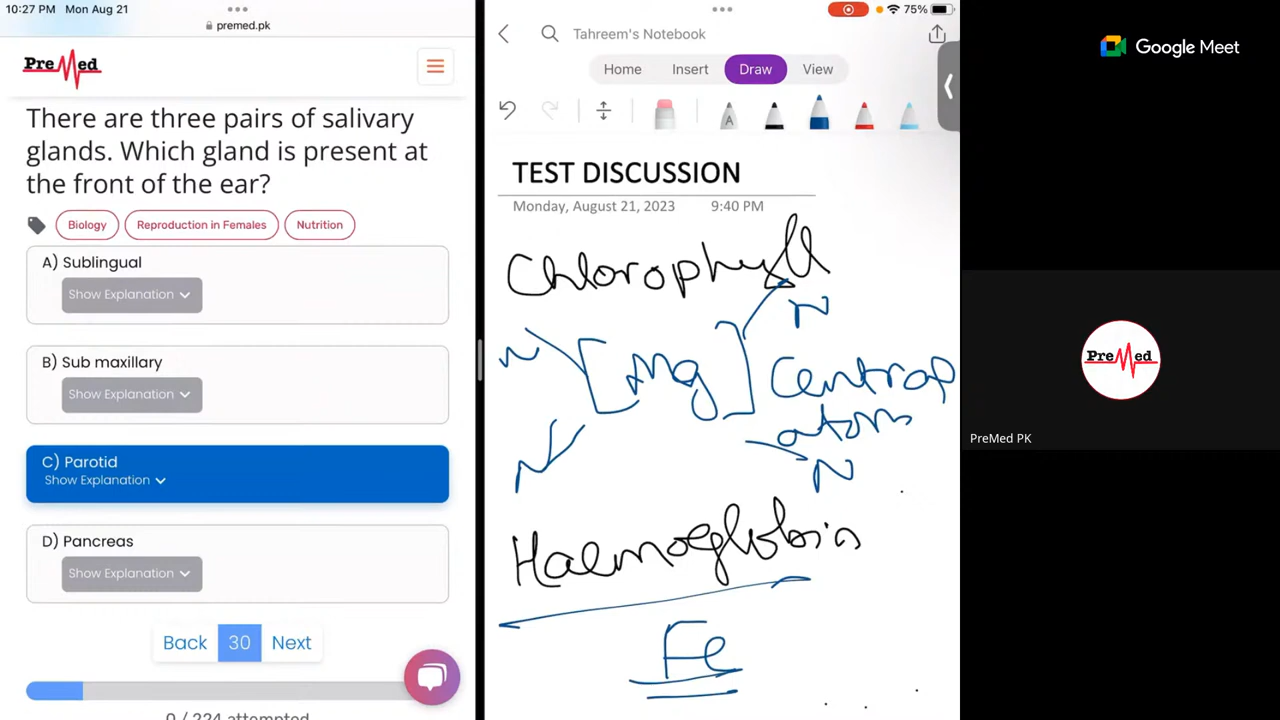 10:27 PM Mon Aug 21
premed.pk
PreMed
There are three pairs of salivary
glands. Which gland is present at
the front of the ear?
Biology
Reproduction in Females
Nutrition
A) Sublingual
Show Explanation
B) Sub maxillary
Show Explanation
C) Parotid
Show Explanation
D) Pancreas
Show Explanation
Back 30 Next
0 / 224 attempted
75%
Tahreem's Notebook
Home Insert Draw View
A
TEST DISCUSSION
Monday, August 21, 2023 9:40 PM
Chlorophyll
N
N [Mg] Central
atom
N N
Haemoglobin
Fe
Google Meet
PreMed
PreMed PK